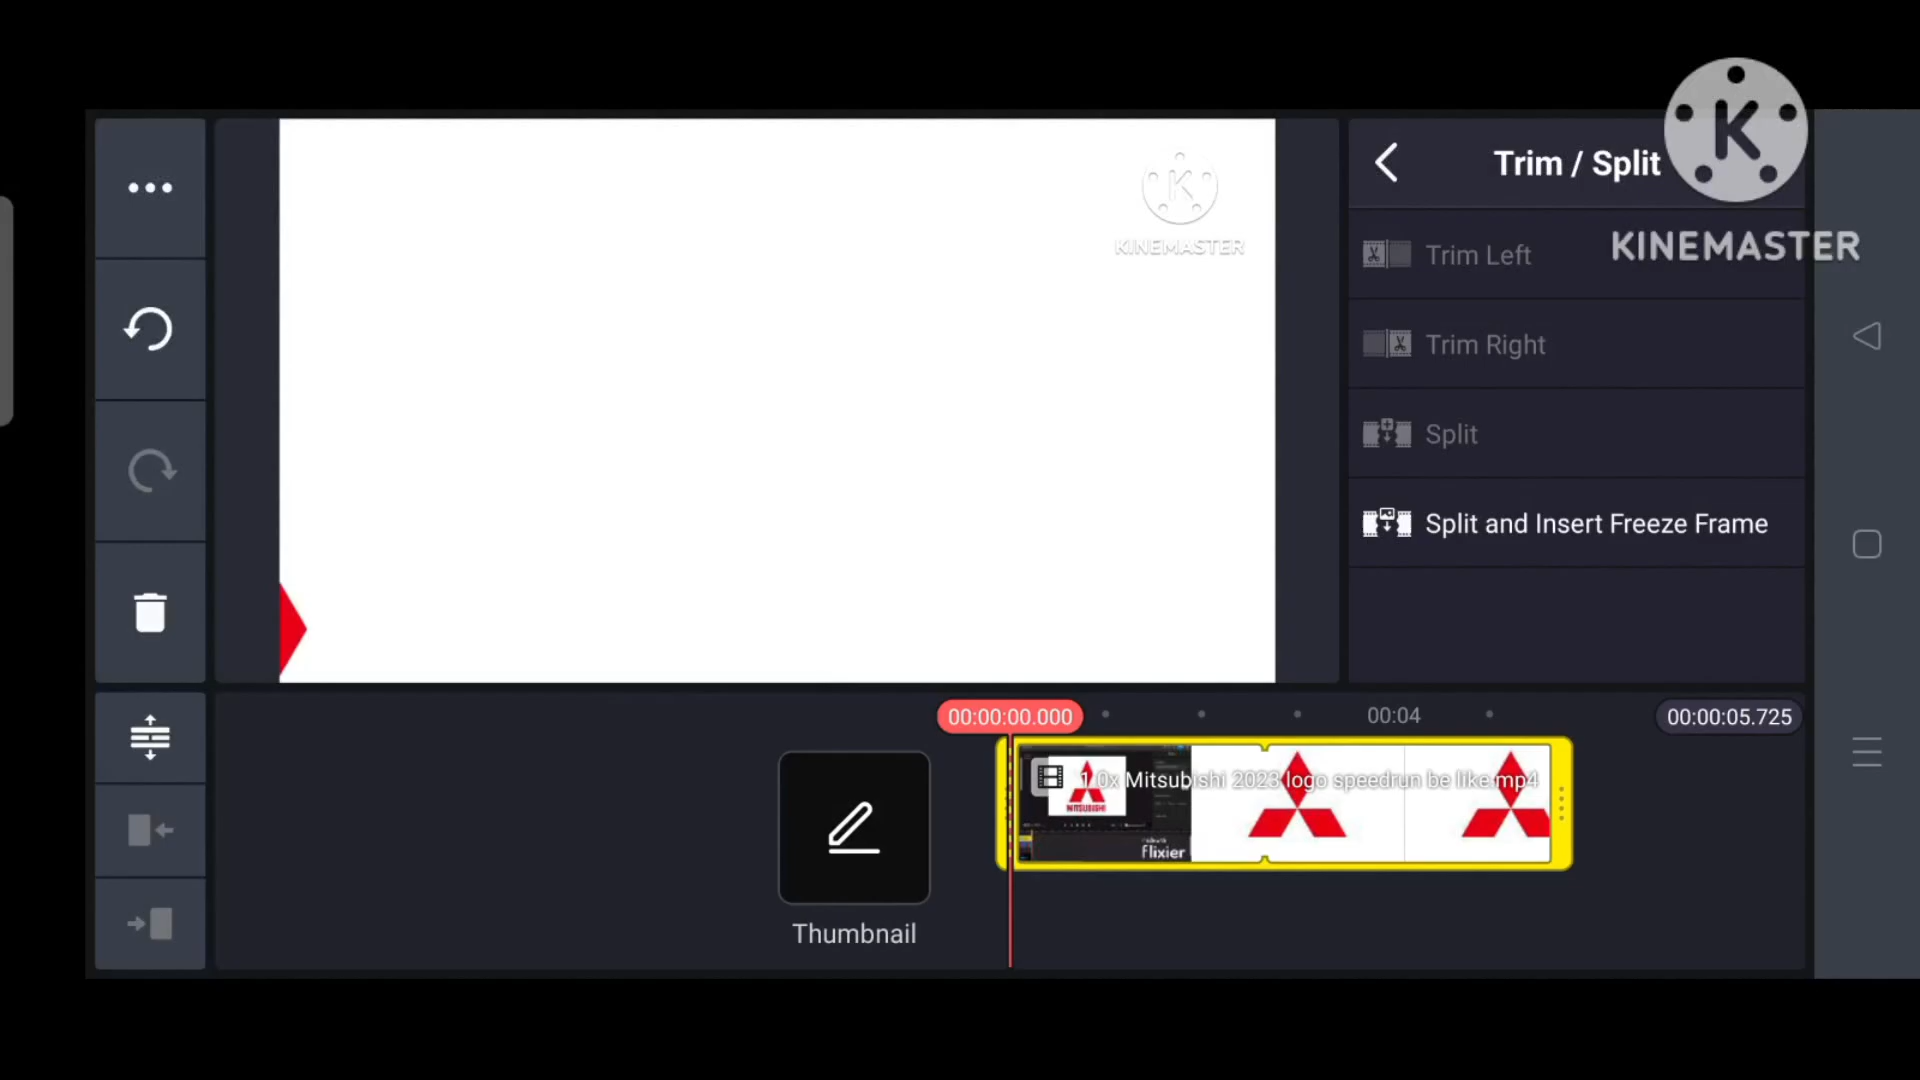 K
KINEMASTER
K
KINEMASTER
Trim / Split
Trim Left
Trim Right
Split
Split and Insert Freeze Frame
00:00:00.000
00:04
00:00:05.725
1 0x Mitsubishi 2023 logo speedrun be like.mp4
MITSUBISHI
flixier
Thumbnail